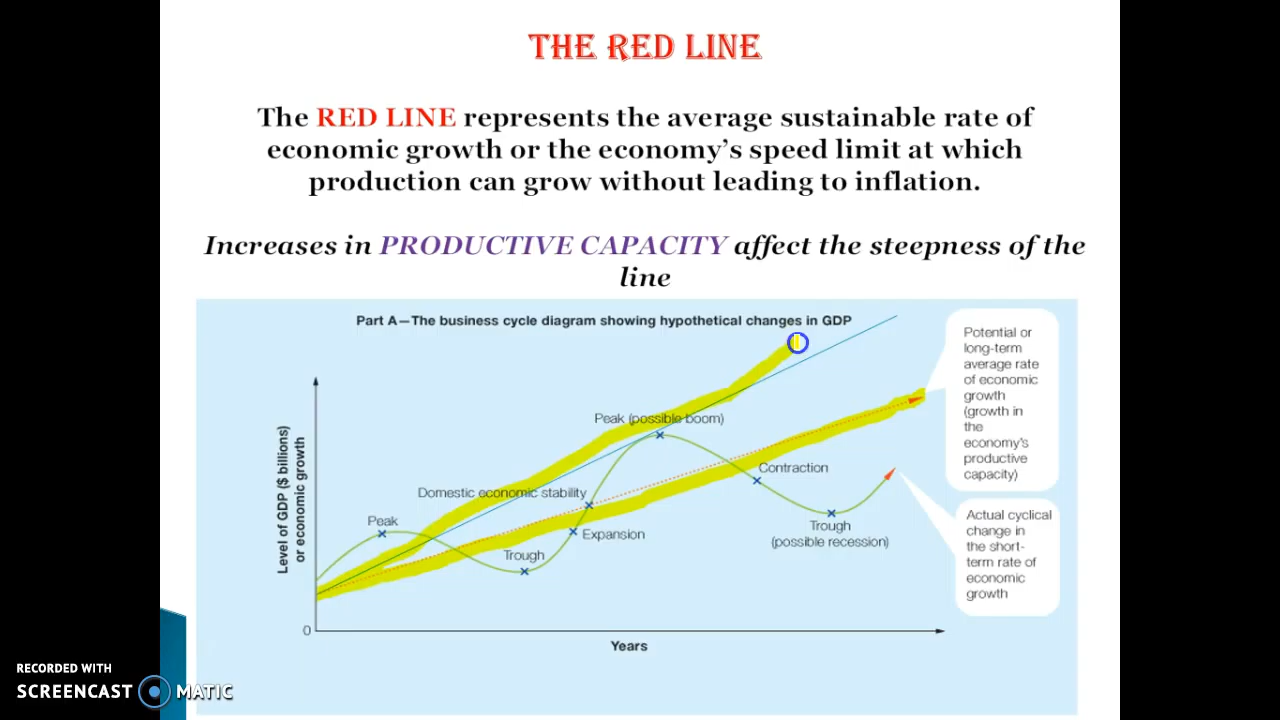 THE RED LINE
The RED LINE represents the average sustainable rate of
economic growth or the economy's speed limit at which
production can grow without leading to inflation.
Increases in PRODUCTIVE CAPACITY affect the steepness of the
line
Part A—The business cycle diagram showing hypothetical changes in GDP
Level of GDP ($ billions)
or economic growth
Peak
Domestic economic stability
Trough
Expansion
Peak (possible boom)
Contraction
Trough
(possible recession)
Potential or
long-term
average rate
of economic
growth
(growth in
the
economy's
productive
capacity)
Actual cyclical
change in
the short-
term rate of
economic
growth
0
Years
RECORDED WITH
SCREENCAST MATIC